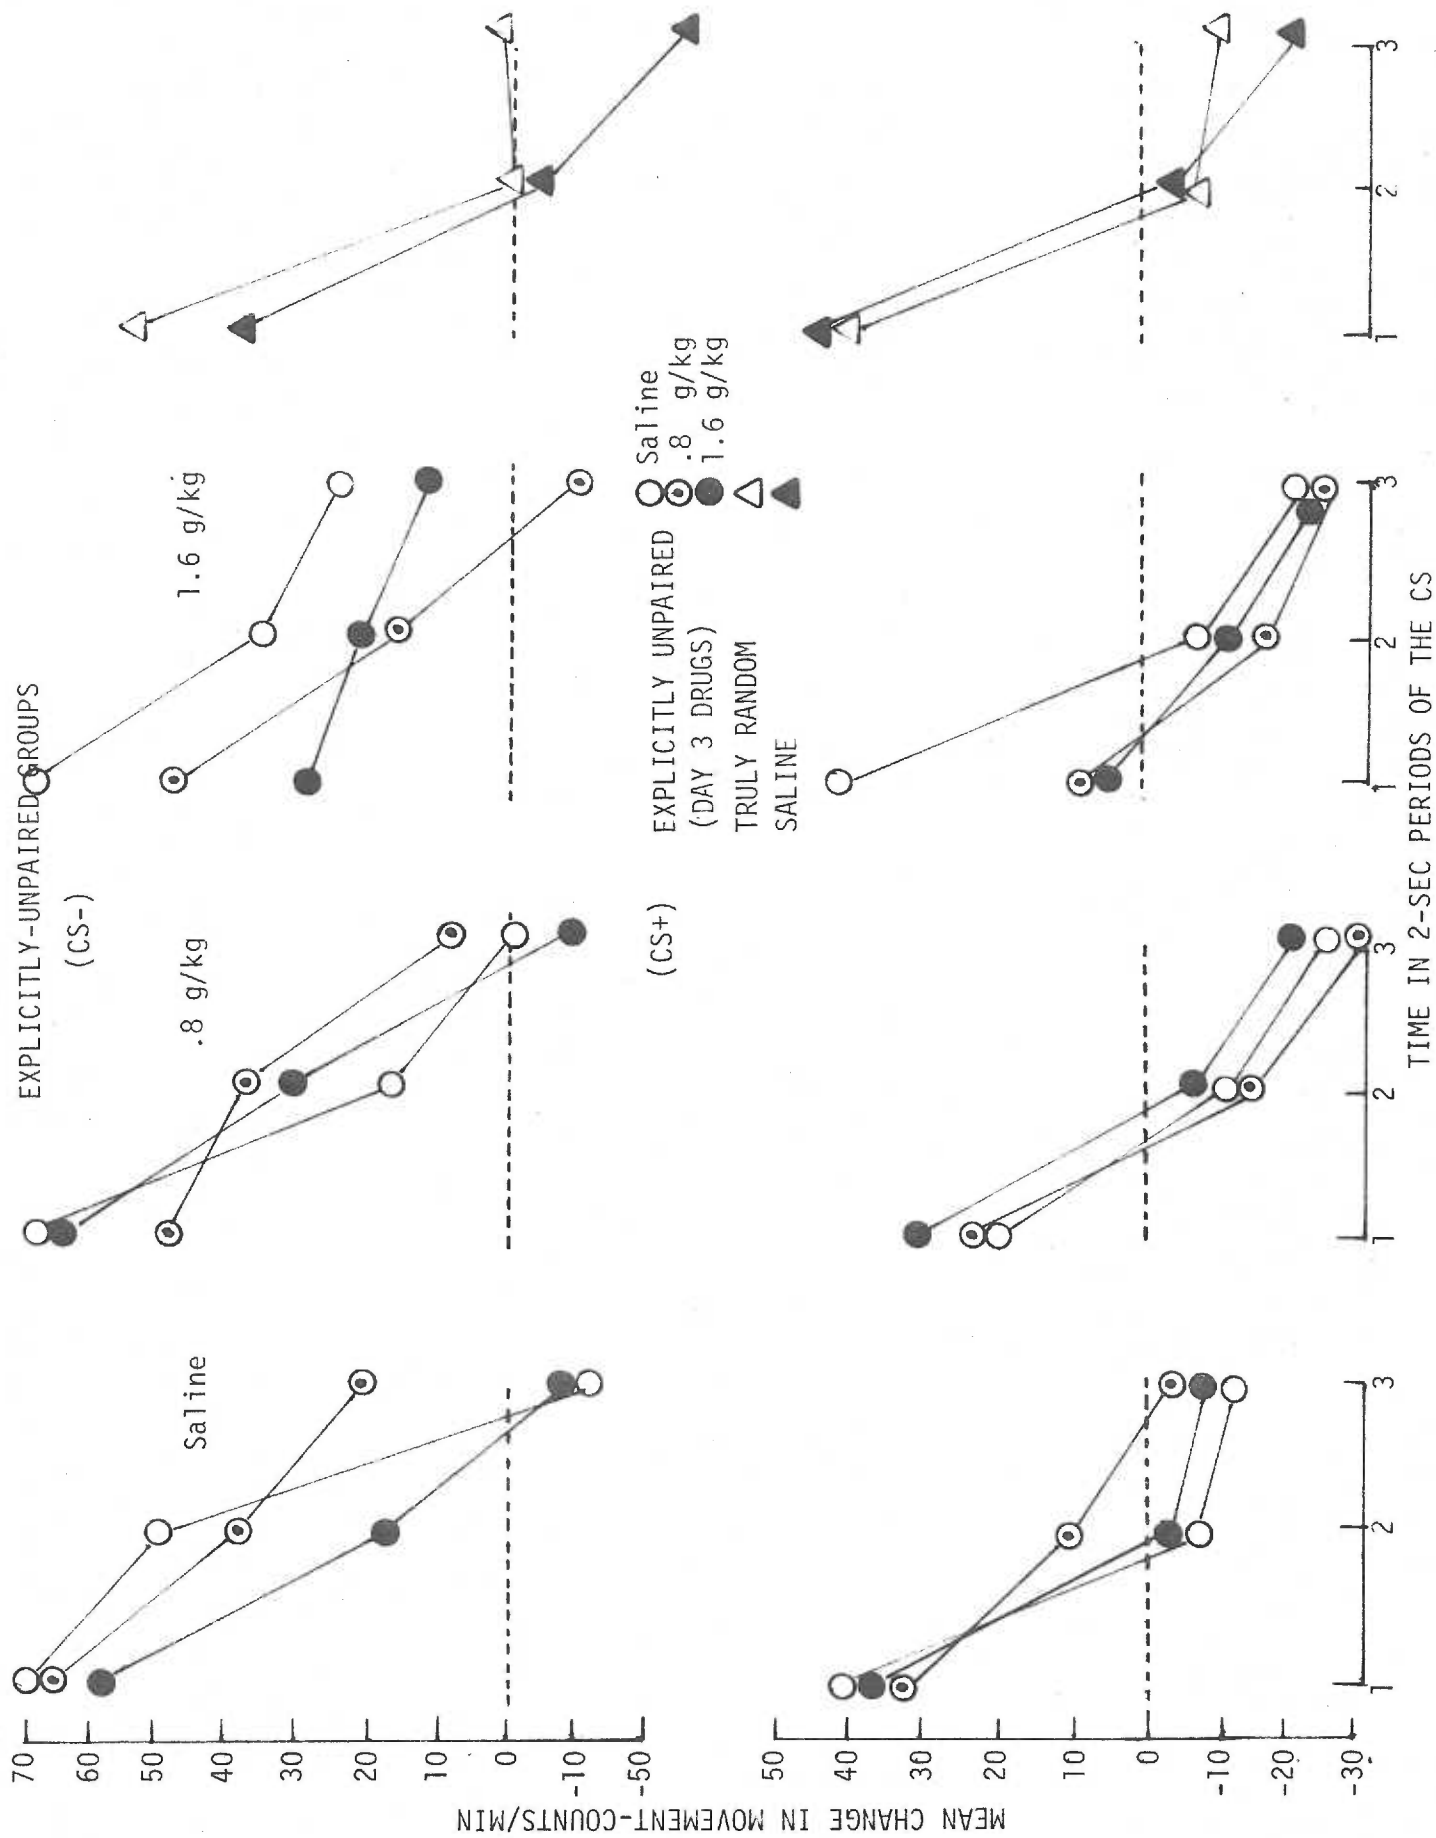 EXPLICITLY-UNPAIRED GROUPS
(CS-)
Saline
.8 g/kg
1.6 g/kg
70
60
50
40
30
20
10
0
-10
-50
(CS+)
EXPLICITLY UNPAIRED
(DAY 3 DRUGS)
Saline
.8 g/kg
1.6 g/kg
TRULY RANDOM
SALINE
50
40
30
20
10
0
-10
-20
-30
MEAN CHANGE IN MOVEMENT-COUNTS/MIN
1 2 3
1 2 3
1 2 3
1 2 3
TIME IN 2-SEC PERIODS OF THE CS